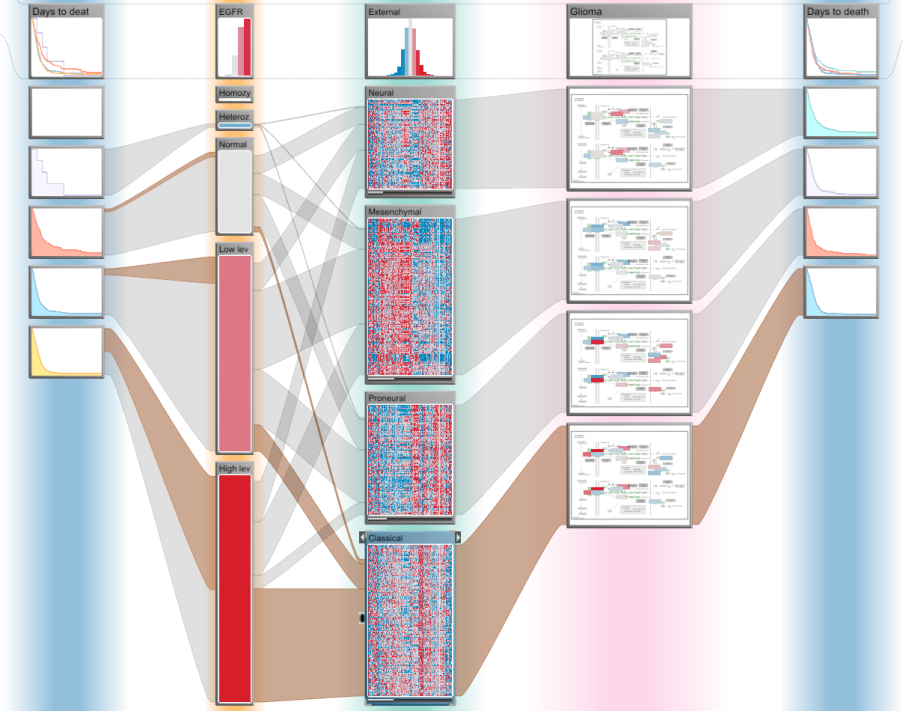 Days to deat
EGFR
External
Glioma
Days to death
Homozy
Heteroz
Normal
Low lev
High lev
Neural
Mesenchymal
Proneural
Classical